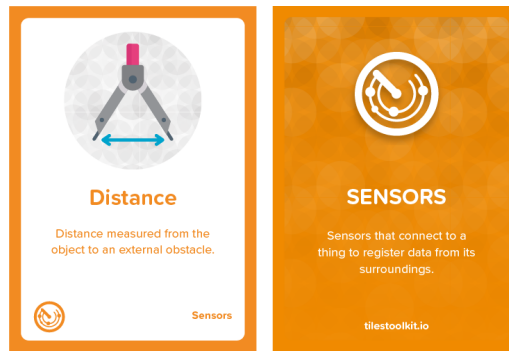 Distance
Distance measured from the
object to an external obstacle.
Sensors
SENSORS
Sensors that connect to a
thing to register data from its
surroundings.
tilestoolkit.io